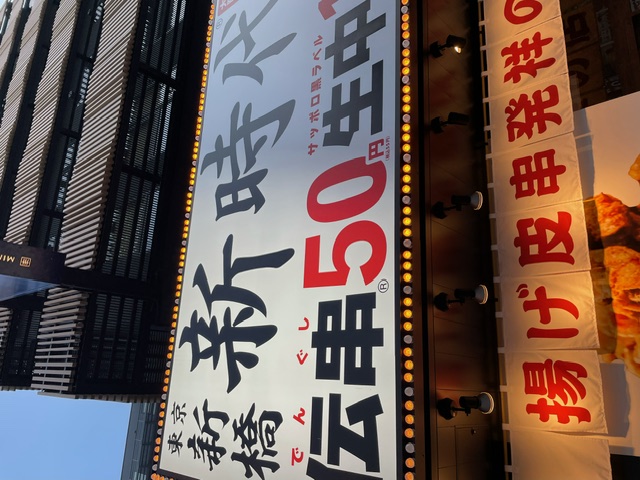 東京
新橋
新時代
でんぐし
伝串® 50円
サッポロ黒ラベル
生中
揚げ皮串発祥の